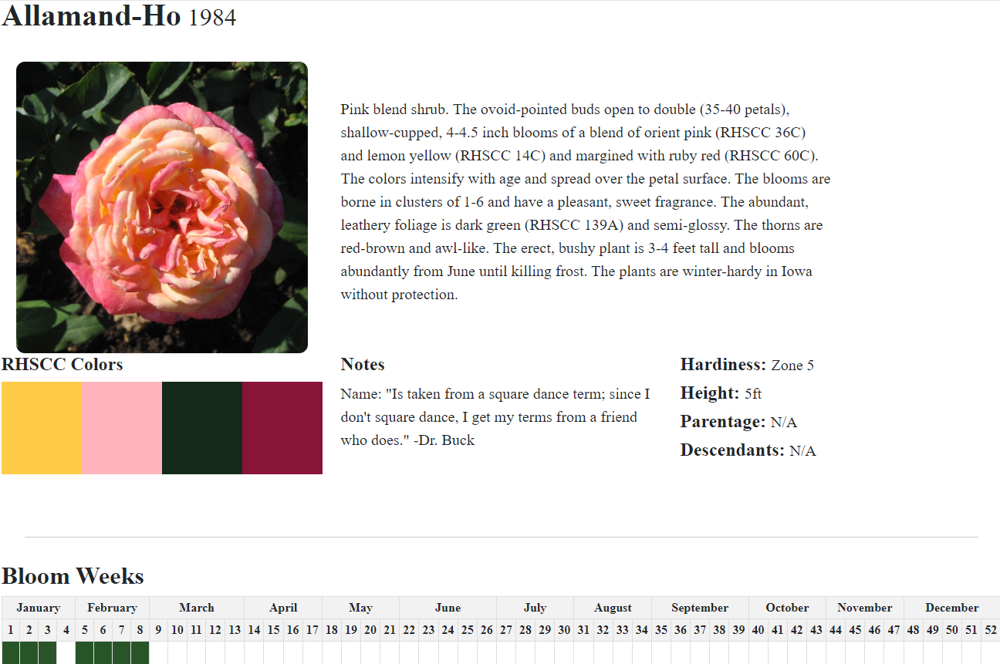 Allamand-Ho 1984
Pink blend shrub. The ovoid-pointed buds open to double (35-40 petals),
shallow-cupped, 4-4.5 inch blooms of a blend of orient pink (RHSCC 36C)
and lemon yellow (RHSCC 14C) and margined with ruby red (RHSCC 60C).
The colors intensify with age and spread over the petal surface. The blooms are
borne in clusters of 1-6 and have a pleasant, sweet fragrance. The abundant,
leathery foliage is dark green (RHSCC 139A) and semi-glossy. The thorns are
red-brown and awl-like. The erect, bushy plant is 3-4 feet tall and blooms
abundantly from June until killing frost. The plants are winter-hardy in Iowa
without protection.
RHSCC Colors
Notes
Name: "Is taken from a square dance term; since I
don't square dance, I get my terms from a friend
who does." -Dr. Buck
Hardiness: Zone 5
Height: 5ft
Parentage: N/A
Descendants: N/A
Bloom Weeks
January February March April May June July August September October November December
1 2 3 4 5 6 7 8 9 10 11 12 13 14 15 16 17 18 19 20 21 22 23 24 25 26 27 28 29 30 31 32 33 34 35 36 37 38 39 40 41 42 43 44 45 46 47 48 49 50 51 52